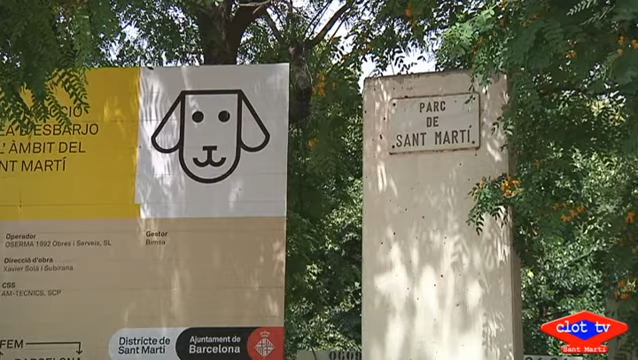 CIÓ
A D'ESBARJO
L'ÀMBIT DEL
NT MARTÍ
Operador
OSERMA 1992 Obres i Serveis, SL
Gestor
Bimsa
Direcció d'obra
Xavier Solà i Subirana
CSS
AM-TECNICS, SCP
FEM
BARCELONA
Districte de
Sant Martí
Ajuntament de
Barcelona
PARC
DE
SANT MARTÍ
clot tv
Sant Martí